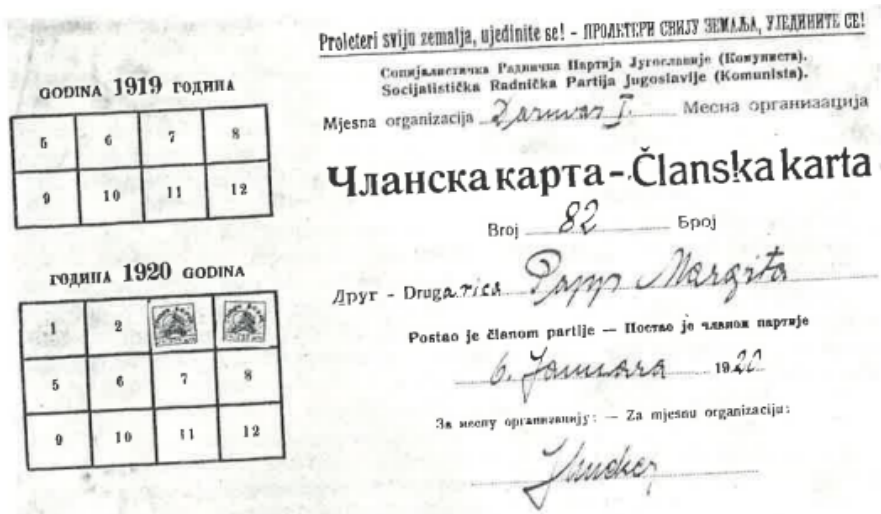 GODINA 1919 ГОДИНА
5 6 7 8
9 10 11 12
ГОДИНА 1920 GODINA
1 2
5 6 7 8
9 10 11 12
Proleteri sviju zemalja, ujedinite se! - ПРОЛЕТЕРИ СВИЈУ ЗЕМАЉА, УЈЕДИНИТЕ СЕ!
Социјалистичка Радничка Партија Југославије (Комуниста).
Socijalistička Radnička Partija Jugoslavije (Komunista).
Mjesna organizacija Daruvar I. Месна организација
Чланска карта - Članska karta
Broj 82 Број
Друг - Drugarica Papp Margita
Postao je članom partije — Постао је чланом партије
6. Januara 1920
За месну организацију: — Za mjesnu organizaciju: